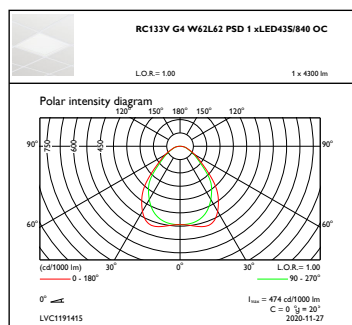 RC133V G4 W62L62 PSD 1 xLED43S/840 OC
L.O.R.= 1.00 1 x 4300 lm
Polar intensity diagram
120° 150° 180° 150° 120°
90° 750 600 450 90°
60° 60°
(cd/1000 lm) 30° 0° 30° L.O.R.= 1.00
0 - 180° 90 - 270°
0° Imax = 474 cd/1000 lm
C = 0 °g = 20°
LVC1191415 2020-11-27